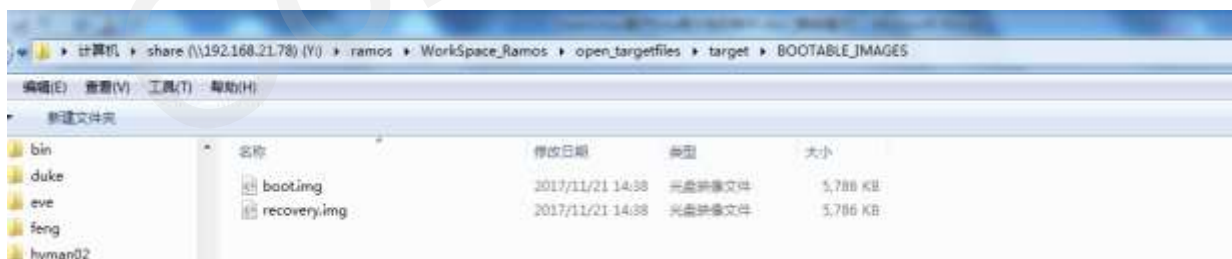 计算机 ▸ share (\\192.168.21.78) (Y:) ▸ ramos ▸ WorkSpace_Ramos ▸ open_targetfiles ▸ target ▸ BOOTABLE_IMAGES
编辑(E) 查看(V) 工具(T) 帮助(H)
新建文件夹
名称 修改日期 类型 大小
bin
duke
eve
feng
hyman02
boot.img 2017/11/21 14:38 光盘映像文件 5,786 KB
recovery.img 2017/11/21 14:38 光盘映像文件 5,786 KB